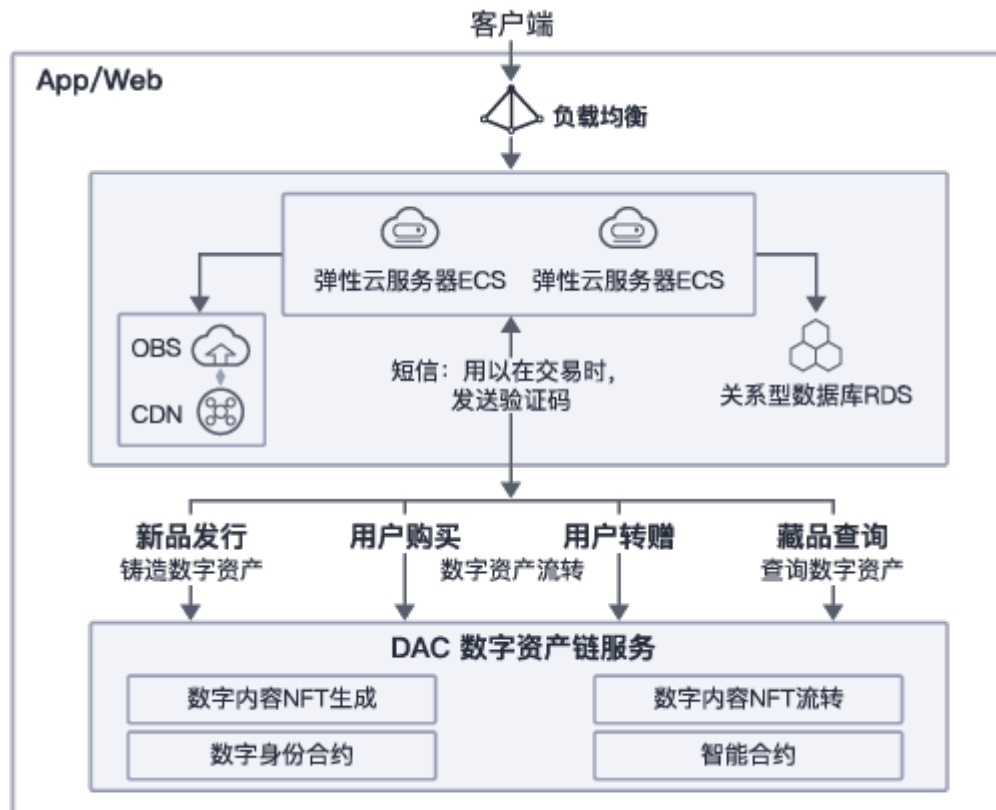 客户端
App/Web
负载均衡
弹性云服务器ECS
弹性云服务器ECS
OBS
CDN
短信：用以在交易时，
发送验证码
关系型数据库RDS
新品发行
用户购买
用户转赠
藏品查询
铸造数字资产
数字资产流转
查询数字资产
DAC 数字资产链服务
数字内容NFT生成
数字内容NFT流转
数字身份合约
智能合约